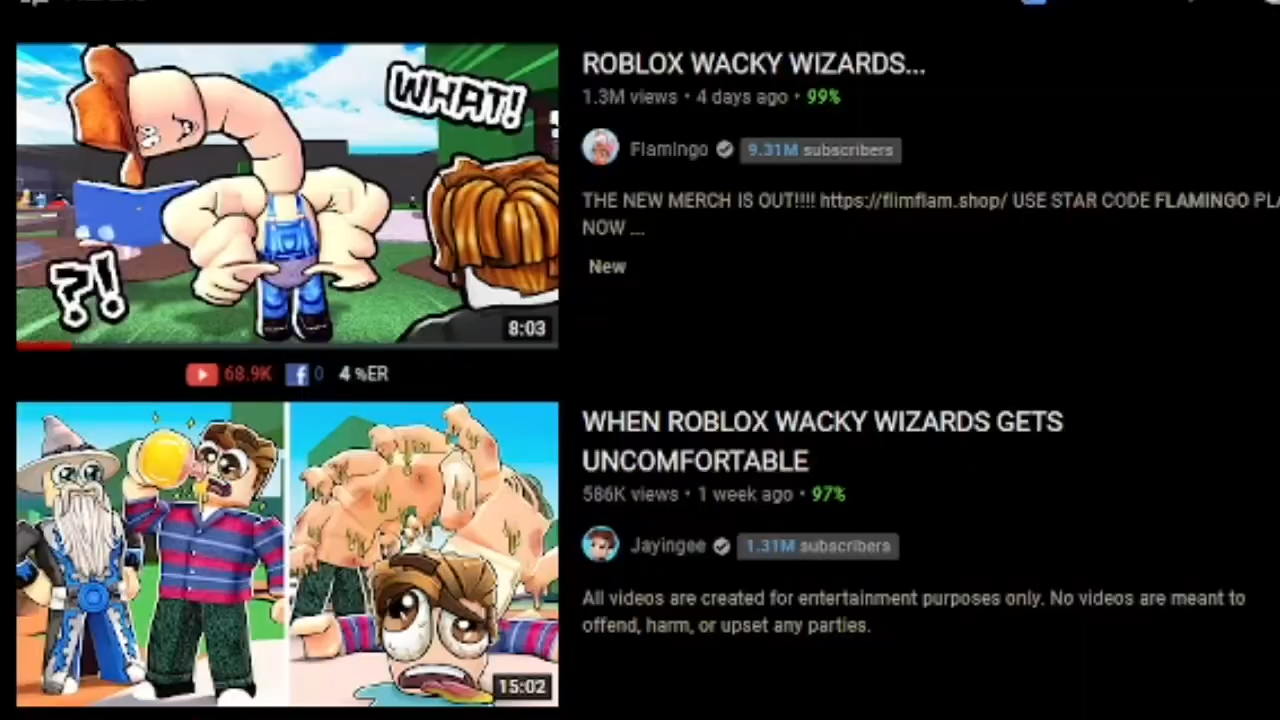 WHAT!
?!
8:03
68.9K 0 4 %ER
ROBLOX WACKY WIZARDS...
1.3M views • 4 days ago • 99%
Flamingo 9.31M subscribers
THE NEW MERCH IS OUT!!!! https://flimflam.shop/ USE STAR CODE FLAMINGO
NOW ....
New
15:02
WHEN ROBLOX WACKY WIZARDS GETS
UNCOMFORTABLE
586K views • 1 week ago • 97%
Jayingee 1.31M subscribers
All videos are created for entertainment purposes only. No videos are meant to
offend, harm, or upset any parties.